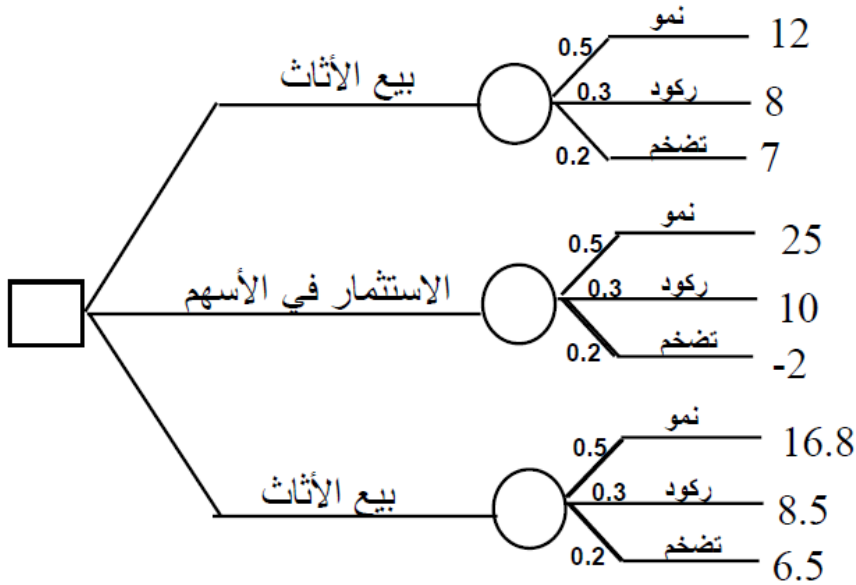 نمو
0.5
12
بيع الأثاث
ركود
0.3
8
تضخم
0.2
7
نمو
0.5
25
الاستثمار في الأسهم
ركود
0.3
10
تضخم
0.2
-2
نمو
0.5
16.8
بيع الأثاث
ركود
0.3
8.5
تضخم
0.2
6.5